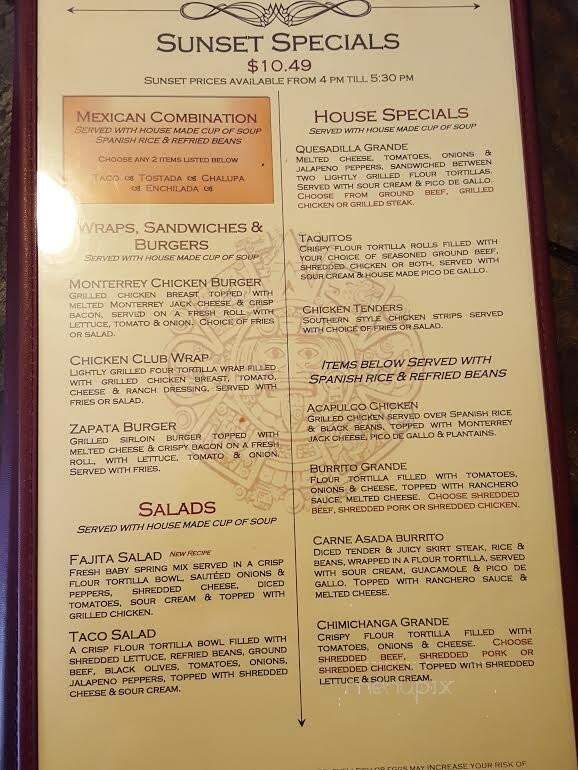 SUNSET SPECIALS
$10.49
SUNSET PRICES AVAILABLE FROM 4 PM TILL 5:30 PM
MEXICAN COMBINATION
SERVED WITH HOUSE MADE CUP OF SOUP
SPANISH RICE & REFRIED BEANS
CHOOSE ANY 2 ITEMS LISTED BELOW
TACO TOSTADA CHALUPA
ENCHILADA
WRAPS, SANDWICHES &
BURGERS
SERVED WITH HOUSE MADE CUP OF SOUP
MONTERREY CHICKEN BURGER
GRILLED CHICKEN BREAST TOPPED WITH
MELTED MONTERREY JACK CHEESE & CRISP
BACON, SERVED ON A FRESH ROLL WITH
LETTUCE, TOMATO & ONION. CHOICE OF FRIES
OR SALAD.
CHICKEN CLUB WRAP
LIGHTLY GRILLED FOUR TORTILLA WRAP FILLED
WITH GRILLED CHICKEN BREAST, TOMATO,
CHEESE & RANCH DRESSING, SERVED WITH
FRIES OR SALAD.
ZAPATA BURGER
GRILLED SIRLOIN BURGER TOPPED WITH
MELTED CHEESE & CRISPY BACON ON A FRESH
ROLL, WITH LETTUCE, TOMATO & ONION
SERVED WITH FRIES.
SALADS
SERVED WITH HOUSE MADE CUP OF SOUP
FAJITA SALAD NEW RECIPE
FRESH BABY SPRING MIX SERVED IN A CRISP
FLOUR TORTILLA BOWL, SAUTÉED ONIONS &
PEPPERS, SHREDDED CHEESE, DICED
TOMATOES, SOUR CREAM & TOPPED WITH
GRILLED CHICKEN.
TACO SALAD
A CRISP FLOUR TORTILLA BOWL FILLED WITH
SHREDDED LETTUCE, REFRIED BEANS, GROUND
BEEF, BLACK OLIVES, TOMATOES, ONIONS,
JALAPENO PEPPERS, TOPPED WITH SHREDDED
CHEESE & SOUR CREAM.
HOUSE SPECIALS
SERVED WITH HOUSE MADE CUP OF SOUP
QUESADILLA GRANDE
MELTED CHEESE, TOMATOES, ONIONS &
JALAPENO PEPPERS, SANDWICHED BETWEEN
TWO LIGHTLY GRILLED FLOUR TORTILLAS.
SERVED WITH SOUR CREAM & PICO DE GALLO.
CHOOSE FROM GROUND BEEF, GRILLED
CHICKEN OR GRILLED STEAK.
TAQUITOS
CRISPY FLOUR TORTILLA ROLLS FILLED WITH
YOUR CHOICE OF SEASONED GROUND BEEF,
SHREDDED CHICKEN OR BOTH, SERVED WITH
SOUR CREAM & HOUSE MADE PICO DE GALLO.
CHICKEN TENDERS
SOUTHERN STYLE CHICKEN STRIPS SERVED
WITH CHOICE OF FRIES OR SALAD.
ITEMS BELOW SERVED WITH
SPANISH RICE & REFRIED BEANS
ACAPULCO CHICKEN
GRILLED CHICKEN SERVED OVER SPANISH RICE
& BLACK BEANS, TOPPED WITH MONTERREY
JACK CHEESE, PICO DE GALLO & PLANTAINS.
BURRITO GRANDE
FLOUR TORTILLA FILLED WITH TOMATOES,
ONIONS & CHEESE, TOPPED WITH RANCHERO
SAUCE, MELTED CHEESE. CHOOSE SHREDDED
BEEF, SHREDDED PORK OR SHREDDED CHICKEN.
CARNE ASADA BURRITO
DICED TENDER & JUICY SKIRT STEAK, RICE &
BEANS, WRAPPED IN A FLOUR TORTILLA, SERVED
WITH SOUR CREAM, GUACAMOLE & PICO DE
GALLO. TOPPED WITH RANCHERO SAUCE &
MELTED CHEESE.
CHIMICHANGA GRANDE
CRISPY FLOUR TORTILLA FILLED WITH
TOMATOES, ONIONS & CHEESE. CHOOSE
SHREDDED BEEF, SHREDDED PORK OR
SHREDDED CHICKEN. TOPPED WITH SHREDDED
LETTUCE & SOUR CREAM.
menupix
OR EGGS MAY INCREASE YOUR RISK OF